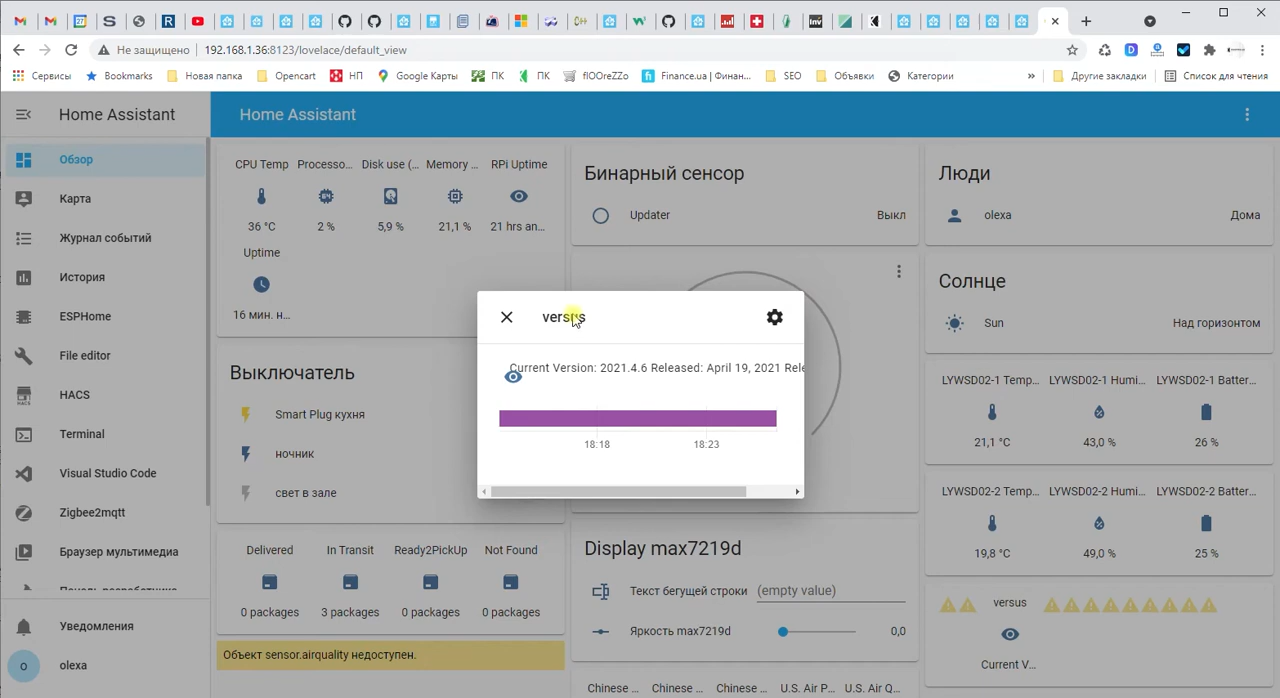 Не защищено
192.168.1.36:8123/lovelace/default_view
Сервисы
Bookmarks
Новая папка
Opencart
НП
Google Карты
ПК
ПК
flOOreZZo
Finance.ua | Финан...
SEO
Объявки
Категории
»
Другие закладки
Список для чтения
Home Assistant
Обзор
Карта
Журнал событий
История
ESPHome
File editor
HACS
Terminal
Visual Studio Code
Zigbee2mqtt
Браузер мультимедиа
Уведомления
o
olexa
Home Assistant
CPU Temp
Processo...
Disk use (...
Memory ...
RPi Uptime
36 °C
2 %
5,9 %
21,1 %
21 hrs an...
Uptime
16 мин. н...
Выключатель
Smart Plug кухня
ночник
свет в зале
Delivered
In Transit
Ready2PickUp
Not Found
0 packages
3 packages
0 packages
0 packages
Объект sensor.airquality недоступен.
Бинарный сенсор
Updater
Выкл
versus
Current Version: 2021.4.6 Released: April 19, 2021 Rele
18:18
18:23
Display max7219d
Текст бегущей строки
(empty value)
Яркость max7219d
0,0
Chinese ...
Chinese ...
Chinese ...
U.S. Air P...
U.S. Air Q...
Люди
olexa
Дома
Солнце
Sun
Над горизонтом
LYWSD02-1 Temp...
LYWSD02-1 Humi...
LYWSD02-1 Batter...
21,1 °C
43,0 %
26 %
LYWSD02-2 Temp...
LYWSD02-2 Humi...
LYWSD02-2 Batter...
19,8 °C
49,0 %
25 %
versus
Current V...